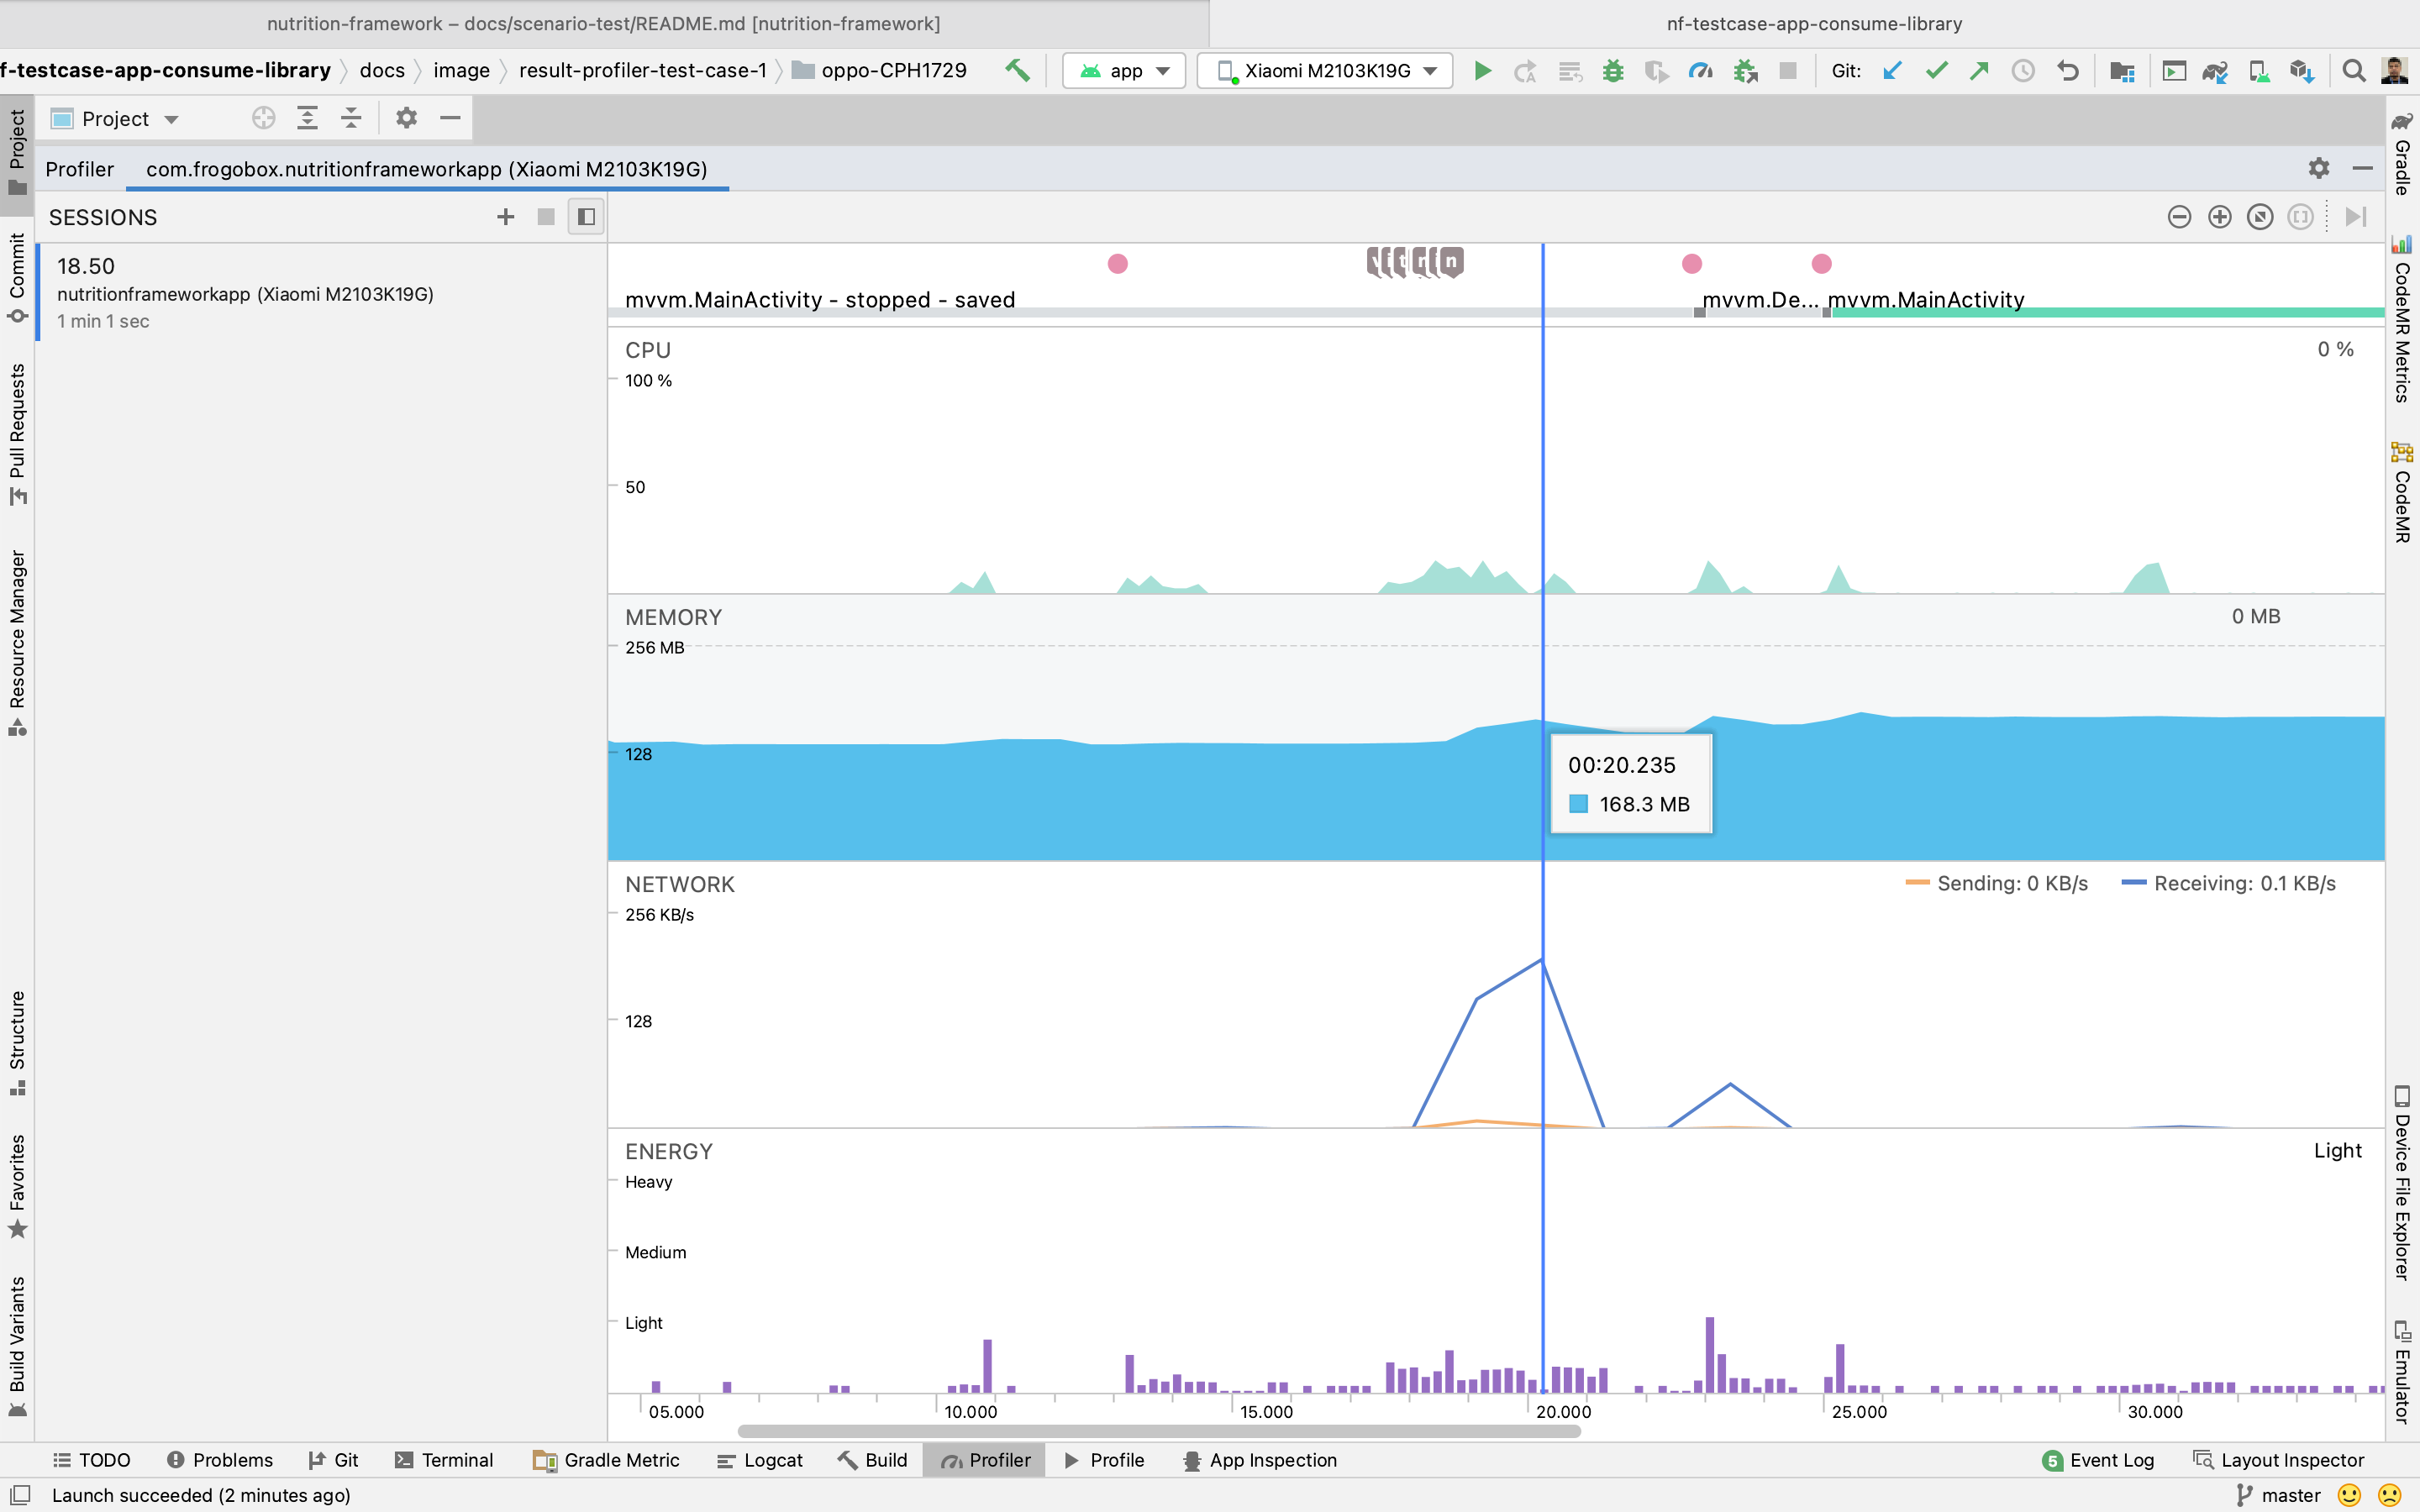 nutrition-framework – docs/scenario-test/README.md [nutrition-framework]
nf-testcase-app-consume-library
f-testcase-app-consume-library
docs
image
result-profiler-test-case-1
oppo-CPH1729
app
Xiaomi M2103K19G
Git:
Project
Project
Commit
Pull Requests
Resource Manager
Structure
Favorites
Build Variants
Profiler
com.frogobox.nutritionframeworkapp (Xiaomi M2103K19G)
SESSIONS
18.50
nutritionframeworkapp (Xiaomi M2103K19G)
1 min 1 sec
n
mvvm.MainActivity - stopped - saved
mvvm.De...
mvvm.MainActivity
CPU
0 %
100 %
50
MEMORY
0 MB
256 MB
128
00:20.235
168.3 MB
NETWORK
Sending: 0 KB/s
Receiving: 0.1 KB/s
256 KB/s
128
ENERGY
Light
Heavy
Medium
Light
05.000
10.000
15.000
20.000
25.000
30.000
Gradle
CodeMR Metrics
CodeMR
Device File Explorer
Emulator
TODO
Problems
Git
Terminal
Gradle Metric
Logcat
Build
Profiler
Profile
App Inspection
5
Event Log
Layout Inspector
Launch succeeded (2 minutes ago)
master